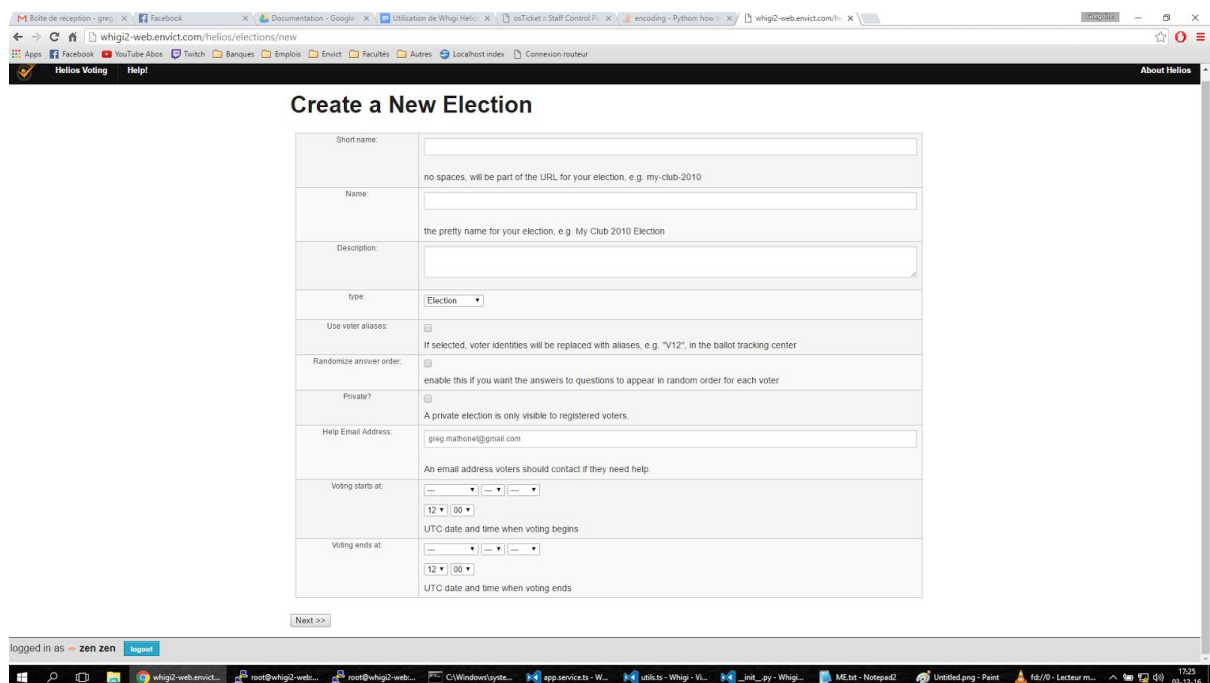 Boîte de réception - greg
Facebook
Documentation - Google
Utilisation de Whigi Helio
osTicket :: Staff Control Pa
encoding - Python: how to
whigi2-web.envict.com/he
Grégoire
whigi2-web.envict.com/helios/elections/new
Apps Facebook YouTube Abos Twitch Banques Emplois Envict Facultés Autres Localhost index Connexion routeur
Helios Voting Help! About Helios
Create a New Election
Short name:
no spaces, will be part of the URL for your election, e.g. my-club-2010
Name:
the pretty name for your election, e.g. My Club 2010 Election
Description:
type: Election
Use voter aliases:
If selected, voter identities will be replaced with aliases, e.g. "V12", in the ballot tracking center
Randomize answer order:
enable this if you want the answers to questions to appear in random order for each voter
Private?
A private election is only visible to registered voters.
Help Email Address: greg.mathonet@gmail.com
An email address voters should contact if they need help.
Voting starts at: --- --- ---
12 00
UTC date and time when voting begins
Voting ends at: --- --- ---
12 00
UTC date and time when voting ends
Next >>
logged in as zen zen logout
whigi2-web.envict... root@whigi2-web:... root@whigi2-web:... C:\Windows\syste... app.service.ts - W... utils.ts - Whigi - Vi... __init__.py - Whigi... ME.txt - Notepad2 Untitled.png - Paint fd://0 - Lecteur m... 17:25
03-12-16